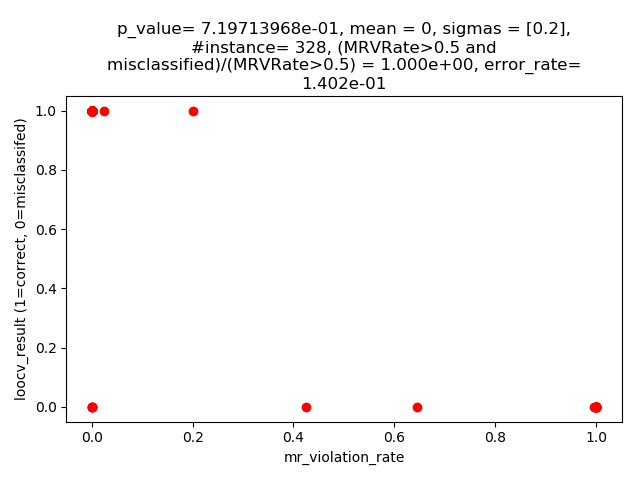 p_value= 7.19713968e-01, mean = 0, sigmas = [0.2],
#instance= 328, (MRVRate>0.5 and
misclassified)/(MRVRate>0.5) = 1.000e+00, error_rate=
1.402e-01
loocv_result (1=correct, 0=misclassifed)
1.0
0.8
0.6
0.4
0.2
0.0
0.0 0.2 0.4 0.6 0.8 1.0
mr_violation_rate